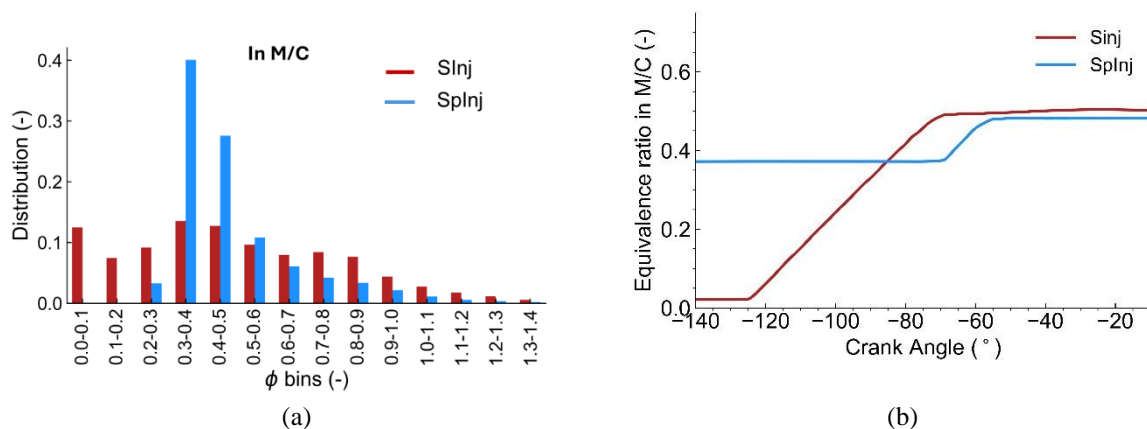 In M/C
SInj
SpInj
Distribution (-)
0.4
0.3
0.2
0.1
0.0
0.0-0.1
0.1-0.2
0.2-0.3
0.3-0.4
0.4-0.5
0.5-0.6
0.6-0.7
0.7-0.8
0.8-0.9
0.9-1.0
1.0-1.1
1.1-1.2
1.2-1.3
1.3-1.4
ϕ bins (-)
(a)
Sinj
SpInj
Equivalence ratio in M/C (-)
0.6
0.4
0.2
0.0
−140 −120 −100 −80 −60 −40 −20
Crank Angle (°)
(b)